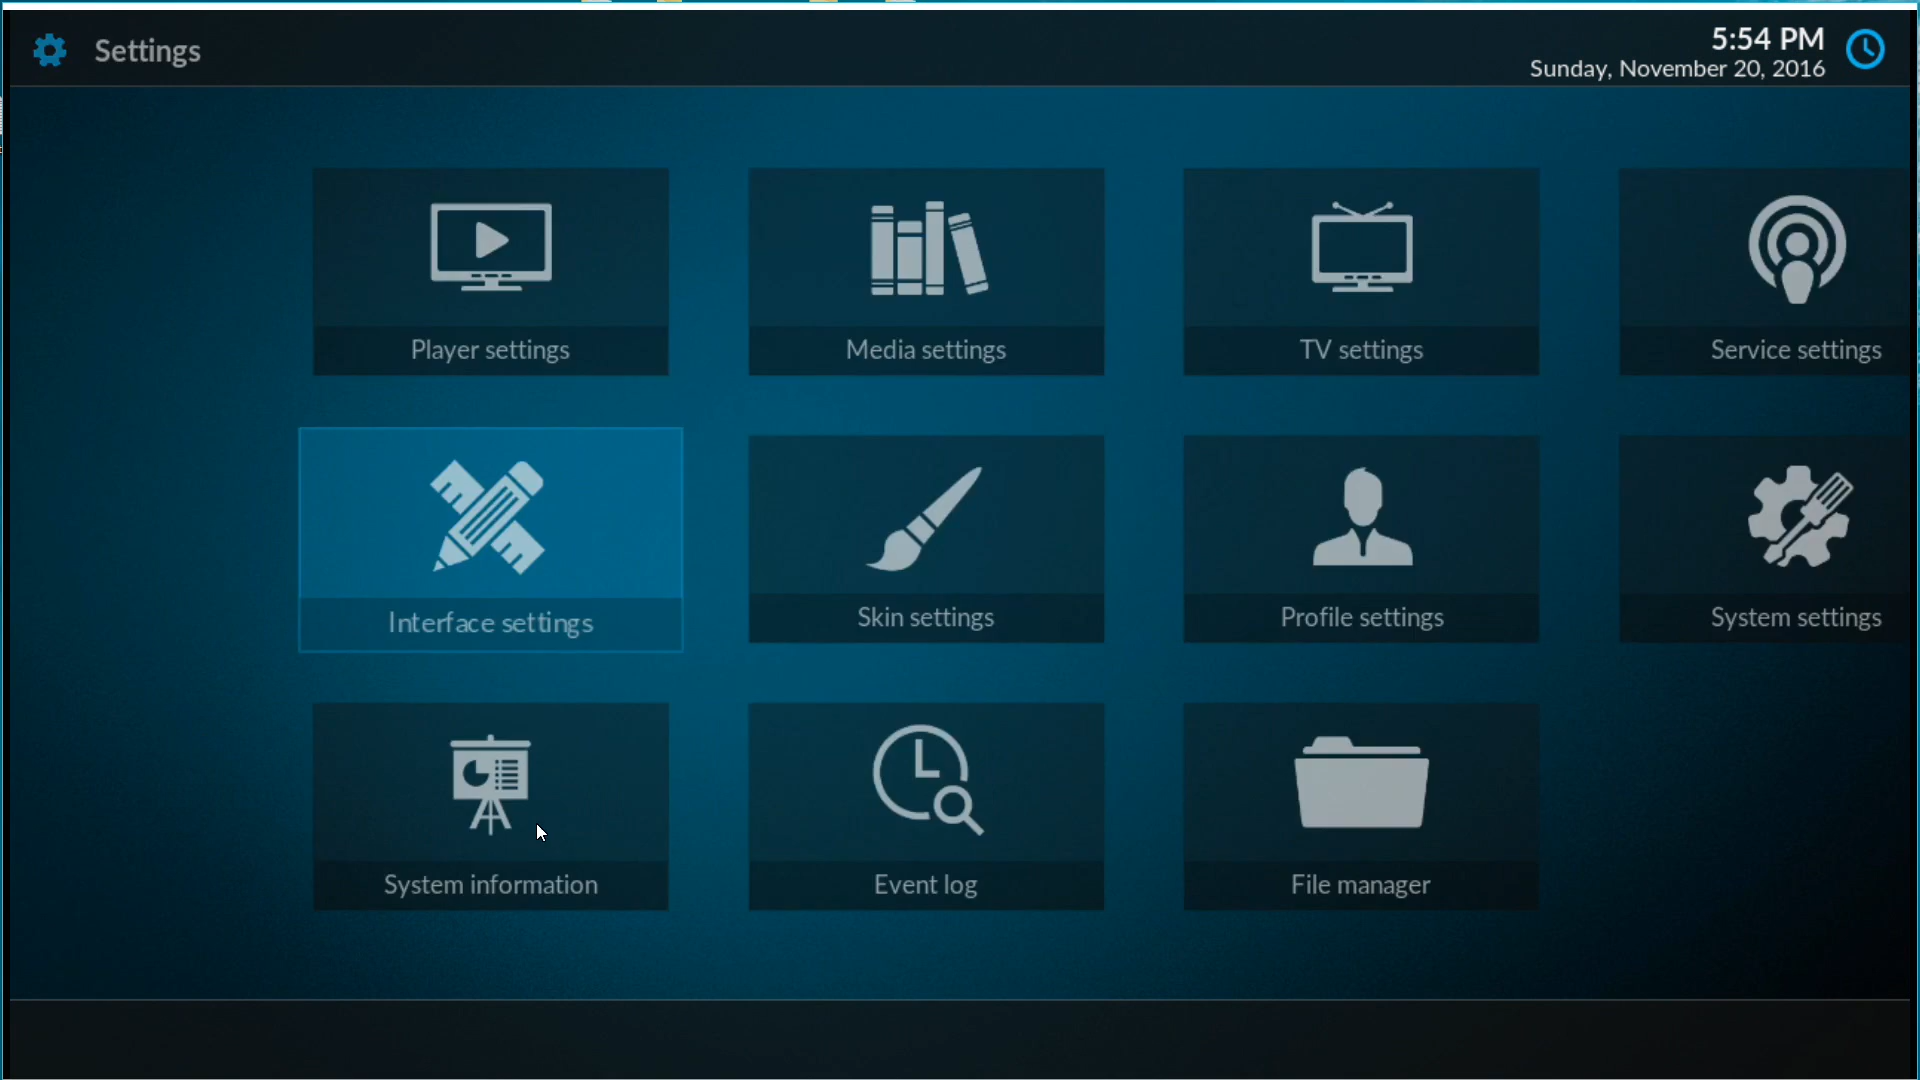 Settings
5:54 PM
Sunday, November 20, 2016
Player settings
Media settings
TV settings
Service settings
Interface settings
Skin settings
Profile settings
System settings
System information
Event log
File manager